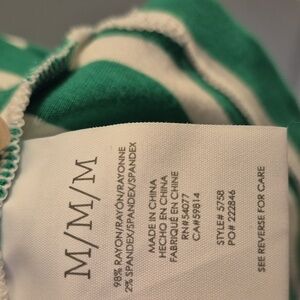 M/M/M
98% RAYON/RAYÓN/RAYONNE
2% SPANDEX/SPANDEX/SPANDEX
MADE IN CHINA
HECHO EN CHINA
FABRIQUÉ EN CHINE
RN#54077
CA#59814
STYLE# 5758
PO# 222846
SEE REVERSE FOR CARE